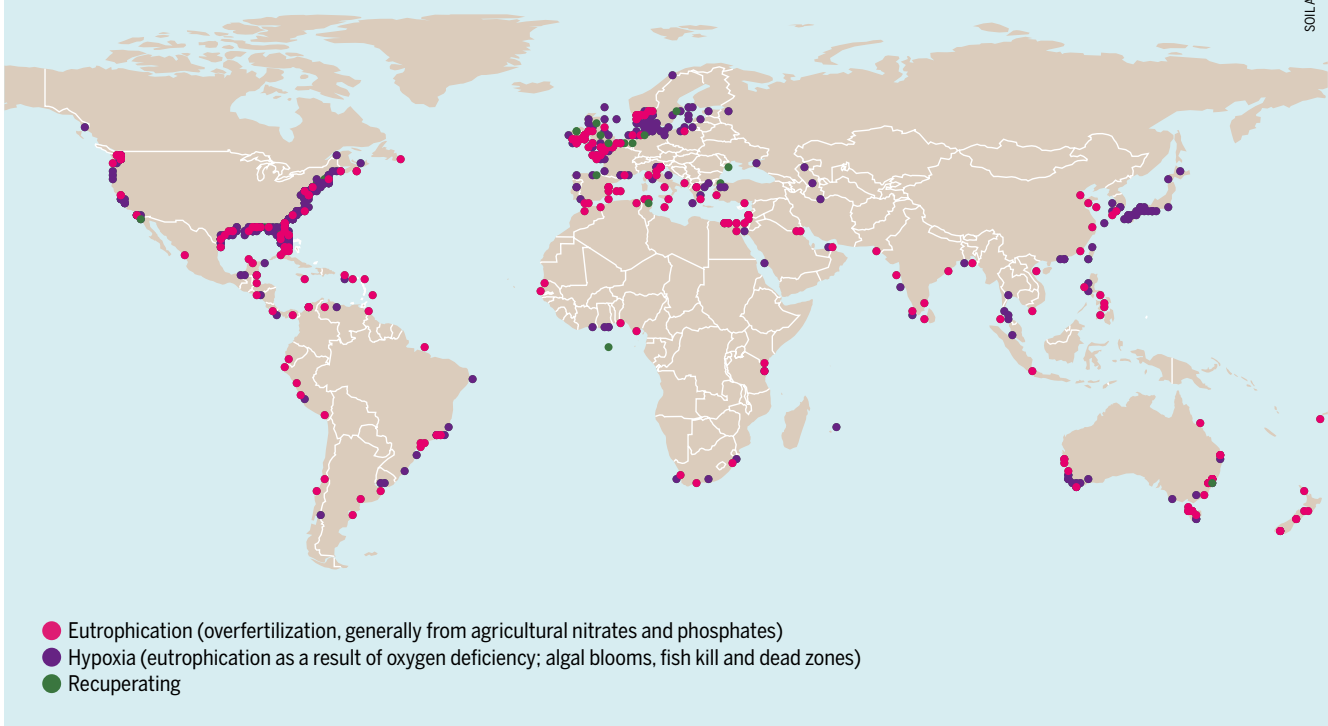 SOIL A
Eutrophication (overfertilization, generally from agricultural nitrates and phosphates)
Hypoxia (eutrophication as a result of oxygen deficiency; algal blooms, fish kill and dead zones)
Recuperating